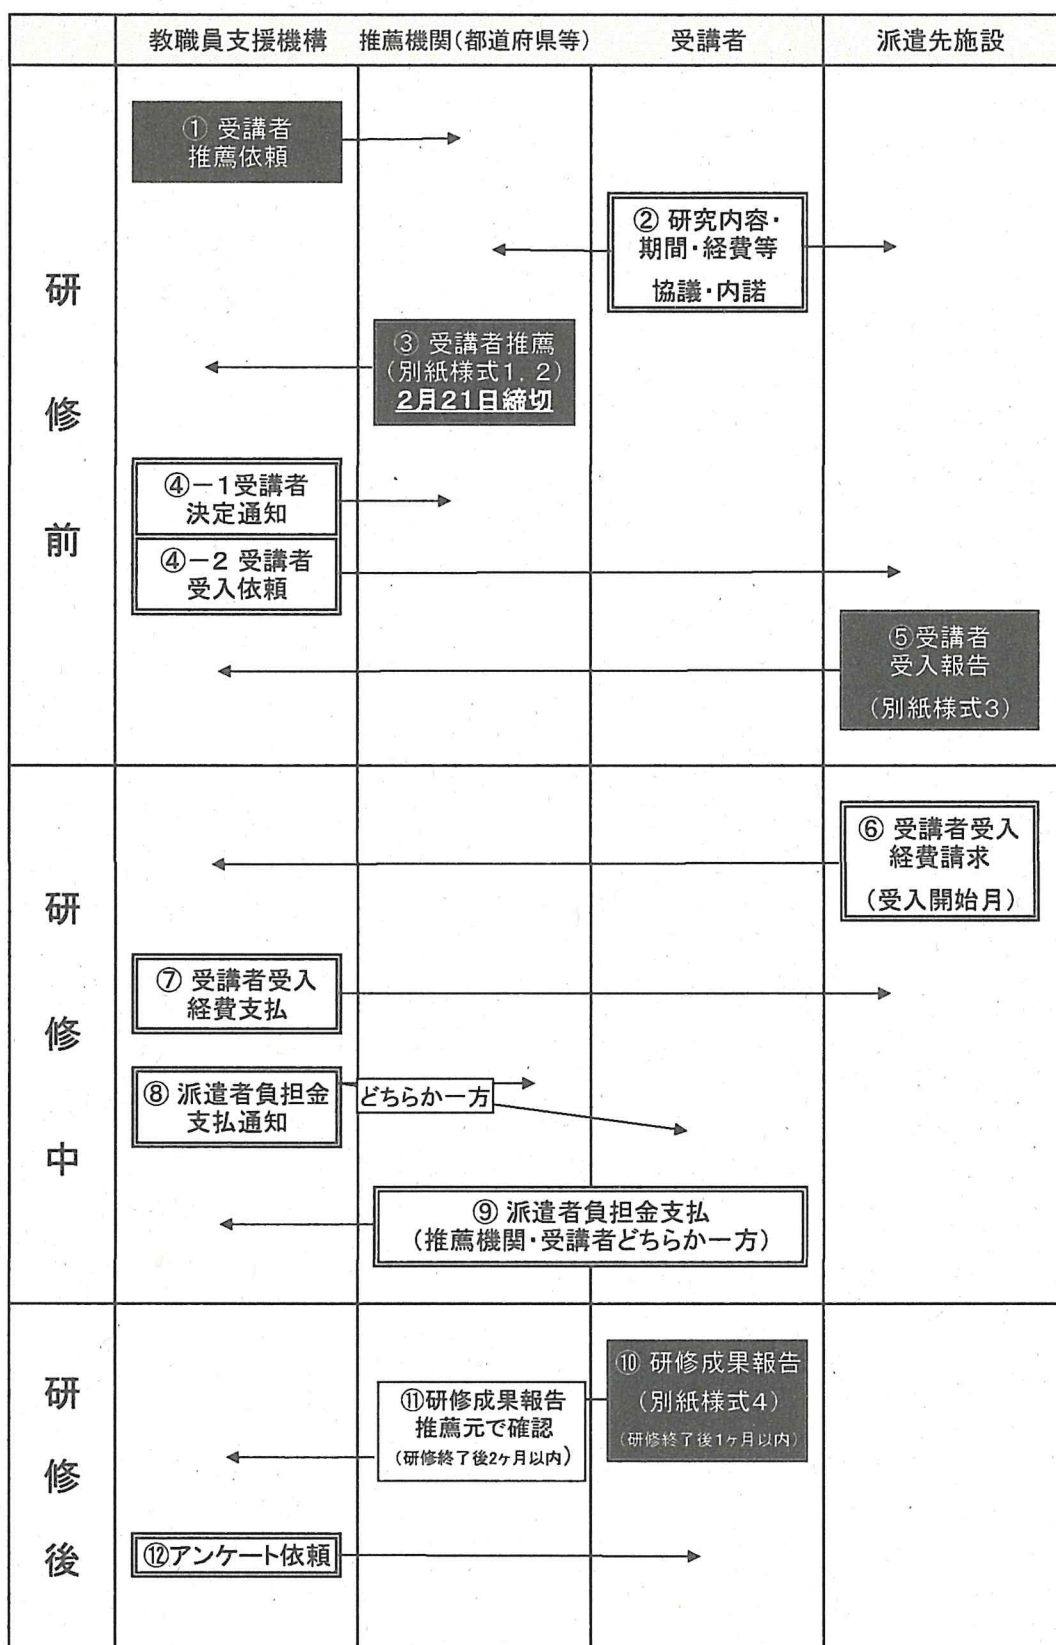 教職員支援機構 推薦機関(都道府県等) 受講者 派遣先施設
研修前
① 受講者
推薦依頼
② 研究内容・
期間・経費等
協議・内諾
③ 受講者推薦
(別紙様式1，2)
2月21日締切
④－1受講者
決定通知
④－2 受講者
受入依頼
⑤受講者
受入報告
(別紙様式3)
研修中
⑥ 受講者受入
経費請求
(受入開始月)
⑦ 受講者受入
経費支払
⑧ 派遣者負担金
支払通知
どちらか一方
⑨ 派遣者負担金支払
(推薦機関・受講者どちらか一方)
研修後
⑩ 研修成果報告
(別紙様式4)
(研修終了後1ヶ月以内)
⑪研修成果報告
推薦元で確認
(研修終了後2ヶ月以内)
⑫アンケート依頼